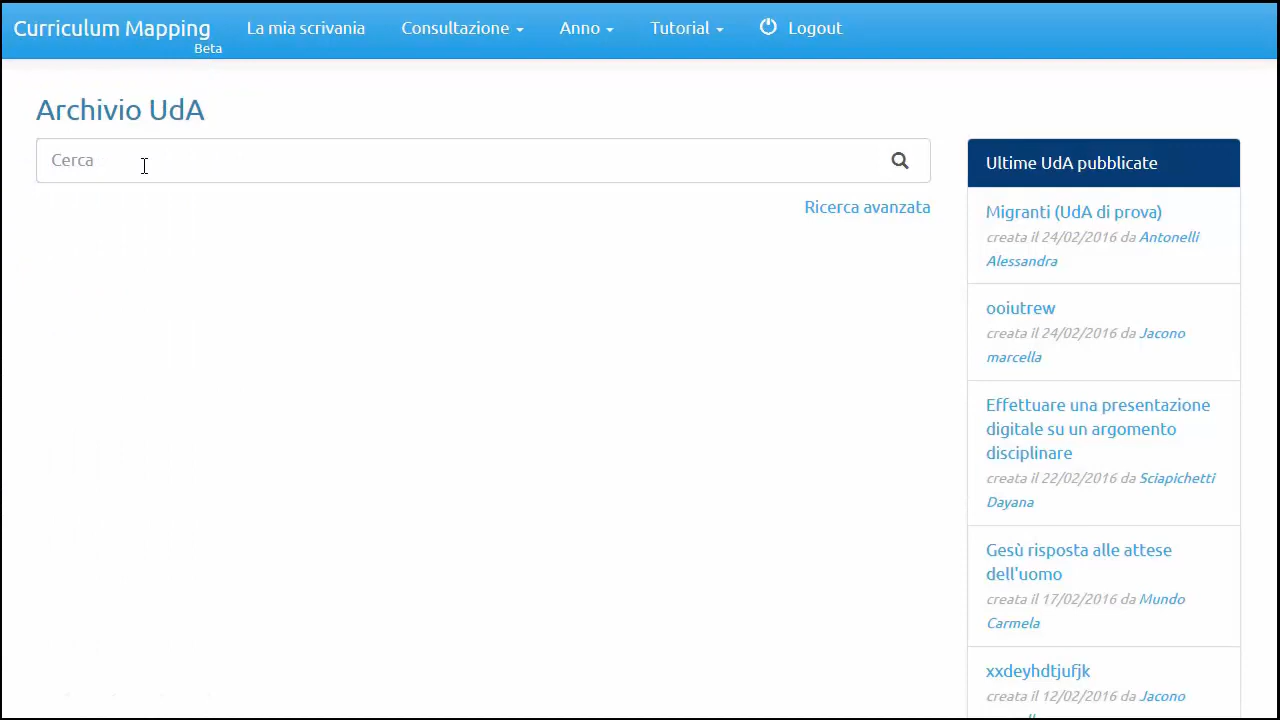 Curriculum Mapping
Beta
La mia scrivania
Consultazione
Anno
Tutorial
Logout
Archivio UdA
Cerca
Ricerca avanzata
Ultime UdA pubblicate
Migranti (UdA di prova)
creata il 24/02/2016 da Antonelli
Alessandra
ooiutrew
creata il 24/02/2016 da Jacono
marcella
Effettuare una presentazione
digitale su un argomento
disciplinare
creata il 22/02/2016 da Sciapichetti
Dayana
Gesù risposta alle attese
dell'uomo
creata il 17/02/2016 da Mundo
Carmela
xxdeyhdtjufjk
creata il 12/02/2016 da Jacono